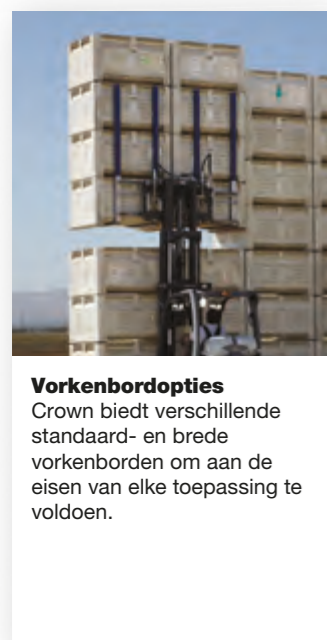 Vorkenbordopties
Crown biedt verschillende
standaard- en brede
vorkenborden om aan de
eisen van elke toepassing te
voldoen.